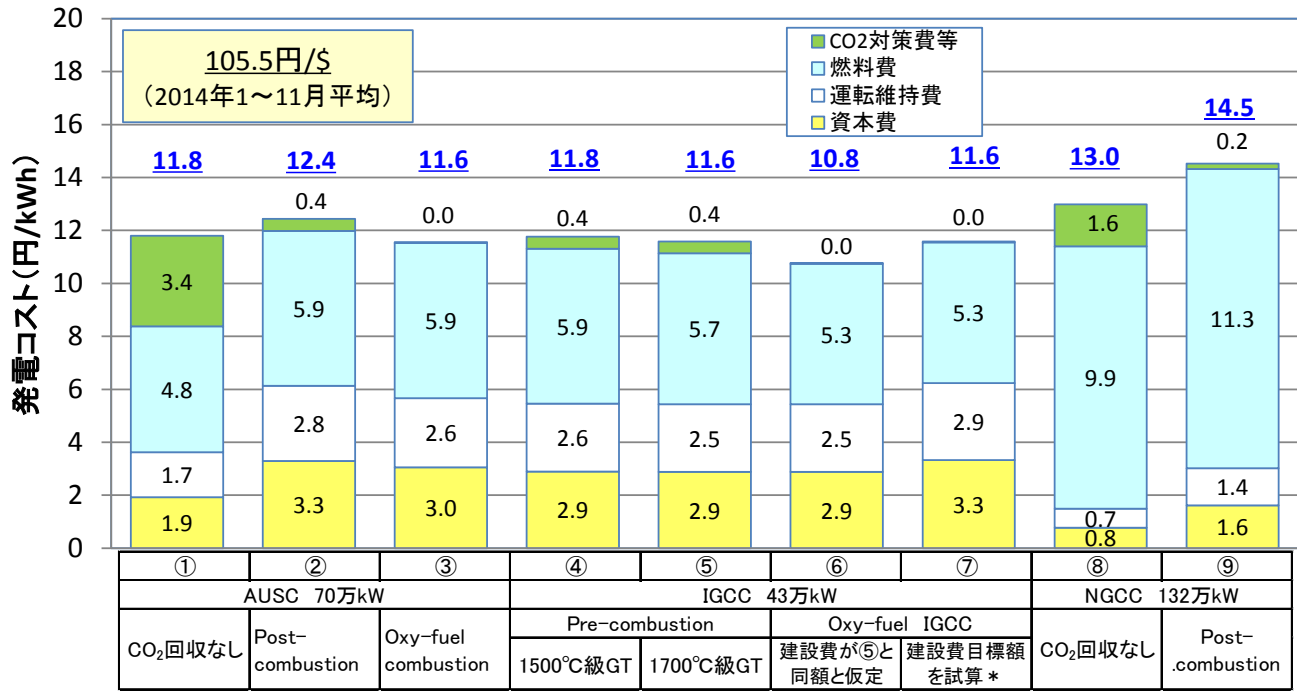 20
18
16
14
12
10
8
6
4
2
0
発電コスト(円/kWh)
105.5円/$
(2014年1～11月平均)
CO2対策費等
燃料費
運転維持費
資本費
11.8 12.4 11.6 11.8 11.6 10.8 11.6 13.0 14.5
3.4 0.4 0.0 0.4 0.4 0.0 0.0 1.6 0.2
4.8 5.9 5.9 5.9 5.7 5.3 5.3 9.9 11.3
1.7 2.8 2.6 2.6 2.5 2.5 2.9 0.7 1.4
1.9 3.3 3.0 2.9 2.9 2.9 3.3 0.8 1.6
① ② ③ ④ ⑤ ⑥ ⑦ ⑧ ⑨
AUSC 70万kW IGCC 43万kW NGCC 132万kW
CO₂回収なし
Post-
combustion
Oxy-fuel
combustion
Pre-combustion
1500℃級GT 1700℃級GT
Oxy-fuel IGCC
建設費が⑤と
同額と仮定
建設費目標額
を試算*
CO₂回収なし
Post-
.combustion